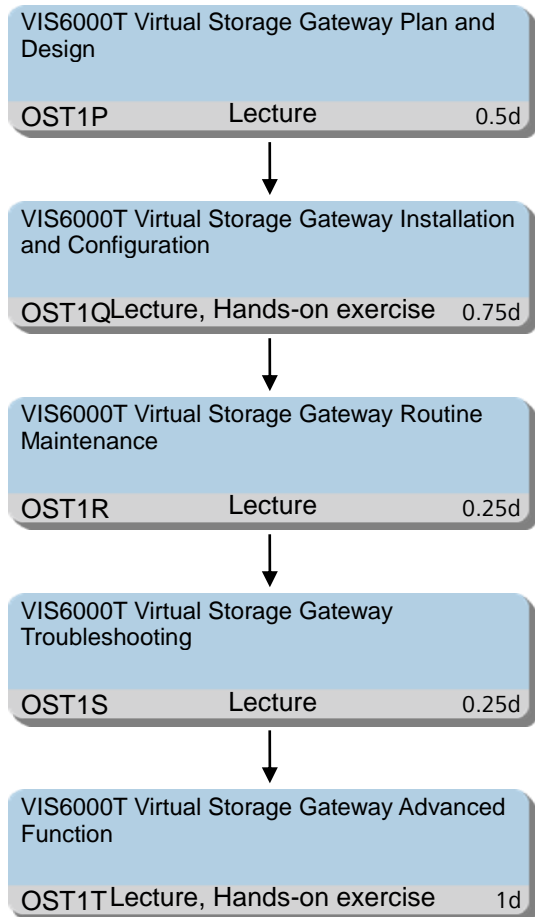 VIS6000T Virtual Storage Gateway Plan and
Design
OST1P Lecture 0.5d
VIS6000T Virtual Storage Gateway Installation
and Configuration
OST1Q Lecture, Hands-on exercise 0.75d
VIS6000T Virtual Storage Gateway Routine
Maintenance
OST1R Lecture 0.25d
VIS6000T Virtual Storage Gateway
Troubleshooting
OST1S Lecture 0.25d
VIS6000T Virtual Storage Gateway Advanced
Function
OST1T Lecture, Hands-on exercise 1d